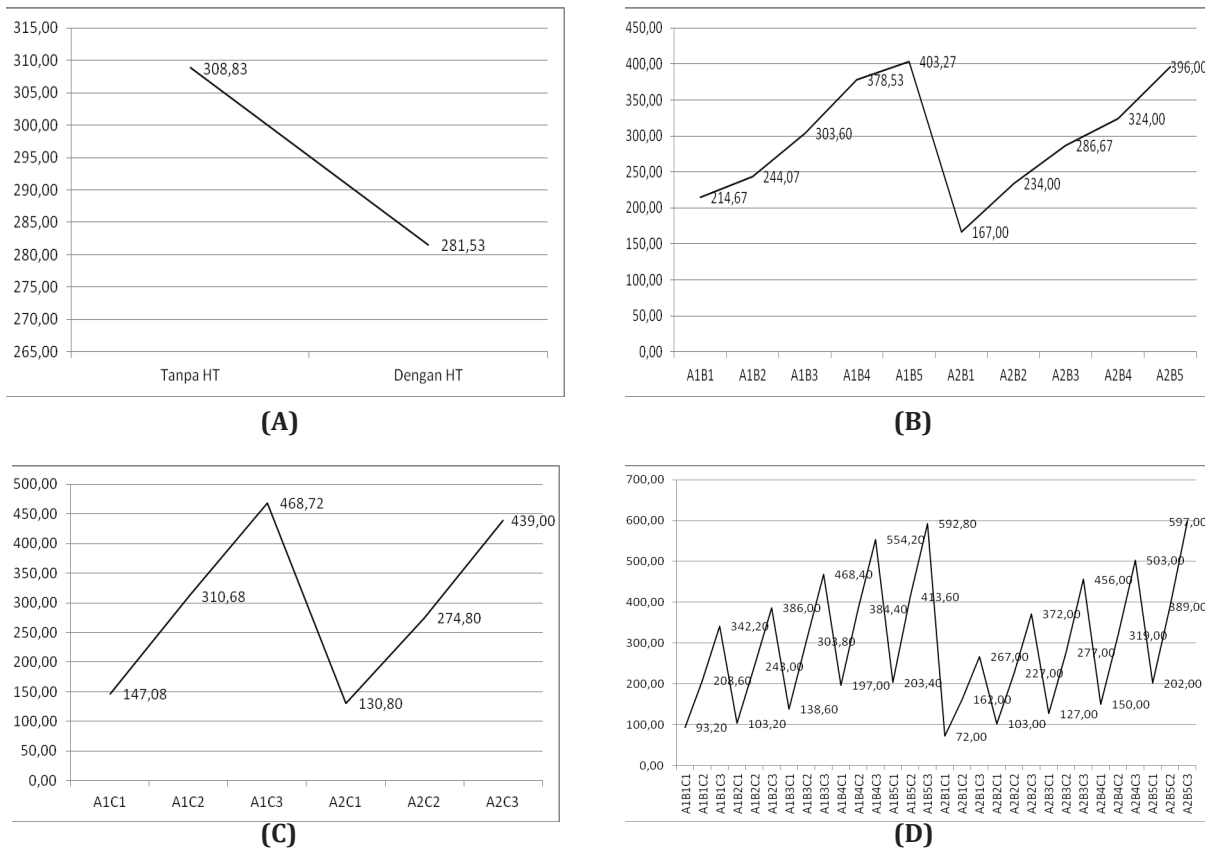 315,00
310,00
305,00
300,00
295,00
290,00
285,00
280,00
275,00
270,00
265,00
308,83
281,53
Tanpa HT
Dengan HT
(A)
450,00
400,00
350,00
300,00
250,00
200,00
150,00
100,00
50,00
0,00
214,67
244,07
303,60
378,53
403,27
167,00
234,00
286,67
324,00
396,00
A1B1
A1B2
A1B3
A1B4
A1B5
A2B1
A2B2
A2B3
A2B4
A2B5
(B)
500,00
450,00
400,00
350,00
300,00
250,00
200,00
150,00
100,00
50,00
0,00
147,08
310,68
468,72
130,80
274,80
439,00
A1C1
A1C2
A1C3
A2C1
A2C2
A2C3
(C)
700,00
600,00
500,00
400,00
300,00
200,00
100,00
0,00
93,20
208,60
342,20
103,20
243,00
386,00
138,60
303,80
468,40
197,00
384,40
554,20
203,40
413,60
592,80
72,00
162,00
267,00
103,00
227,00
372,00
127,00
277,00
456,00
150,00
319,00
503,00
202,00
389,00
597,00
A1B1C1
A1B1C2
A1B1C3
A1B2C1
A1B2C2
A1B2C3
A1B3C1
A1B3C2
A1B3C3
A1B4C1
A1B4C2
A1B4C3
A1B5C1
A1B5C2
A1B5C3
A2B1C1
A2B1C2
A2B1C3
A2B2C1
A2B2C2
A2B2C3
A2B3C1
A2B3C2
A2B3C3
A2B4C1
A2B4C2
A2B4C3
A2B5C1
A2B5C2
A2B5C3
(D)